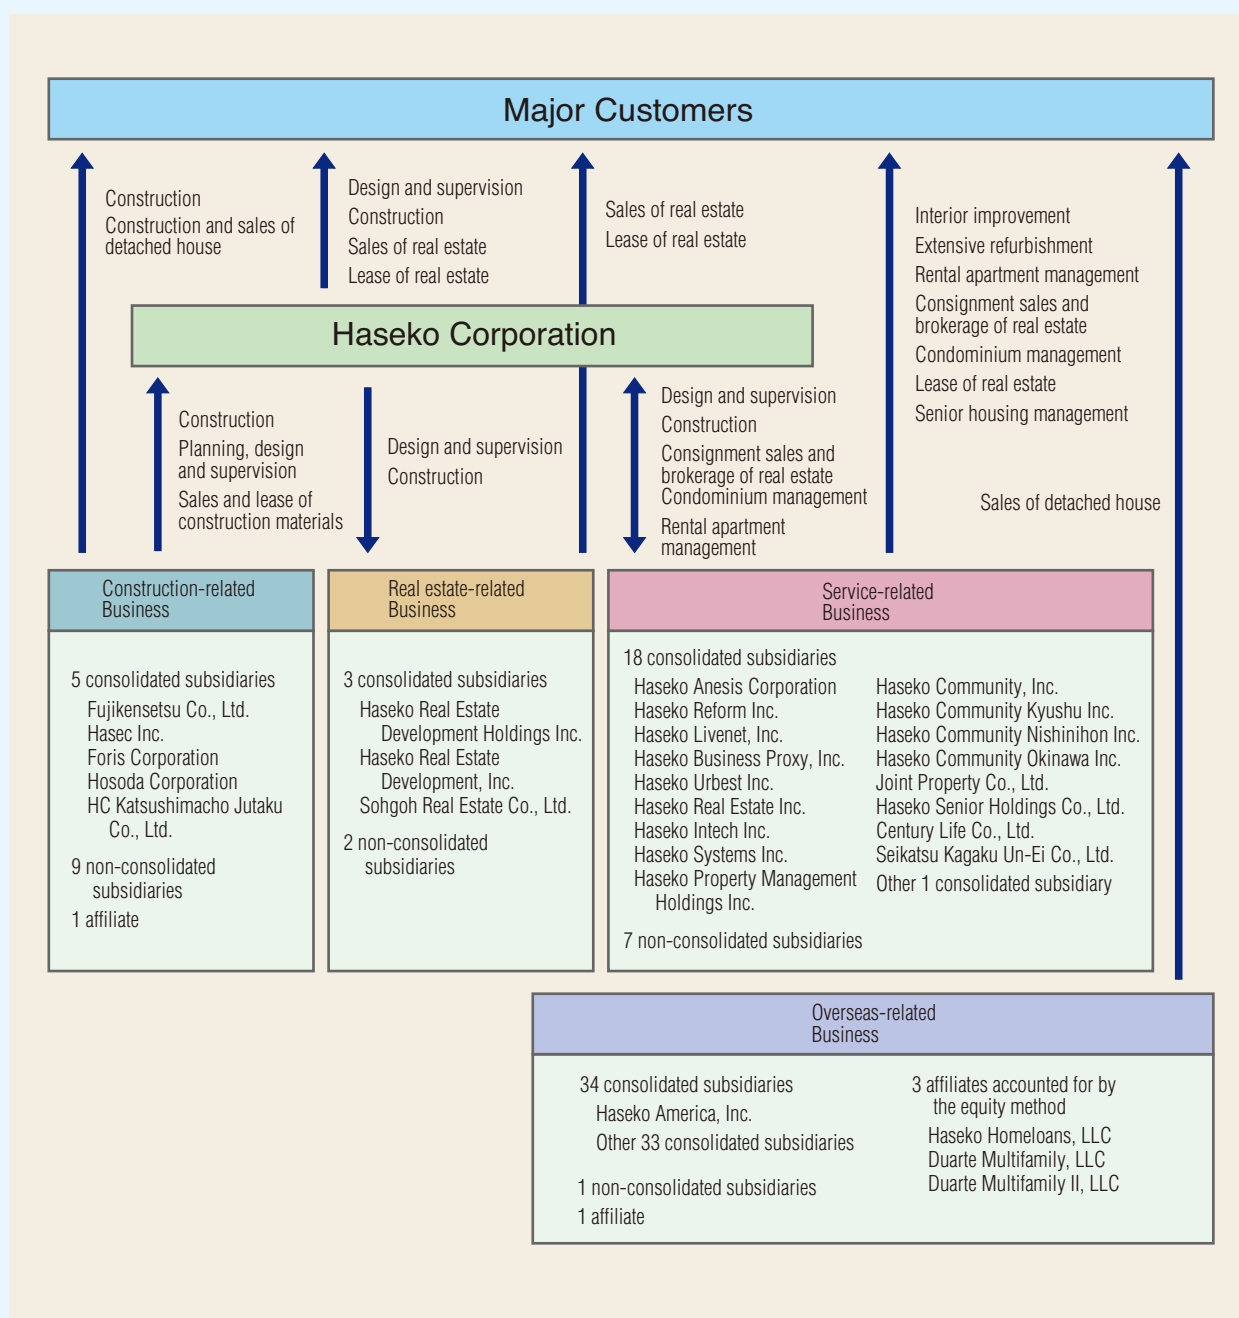 Major Customers
Construction
Construction and sales of
detached house
Design and supervision
Construction
Sales of real estate
Lease of real estate
Sales of real estate
Lease of real estate
Interior improvement
Extensive refurbishment
Rental apartment management
Consignment sales and
brokerage of real estate
Condominium management
Lease of real estate
Senior housing management
Haseko Corporation
Construction
Planning, design
and supervision
Sales and lease of
construction materials
Design and supervision
Construction
Design and supervision
Construction
Consignment sales and
brokerage of real estate
Condominium management
Rental apartment
management
Sales of detached house
Construction-related
Business
5 consolidated subsidiaries
Fujikensetsu Co., Ltd.
Hasec Inc.
Foris Corporation
Hosoda Corporation
HC Katsushimacho Jutaku
Co., Ltd.
9 non-consolidated
subsidiaries
1 affiliate
Real estate-related
Business
3 consolidated subsidiaries
Haseko Real Estate
Development Holdings Inc.
Haseko Real Estate
Development, Inc.
Sohgoh Real Estate Co., Ltd.
2 non-consolidated
subsidiaries
Service-related
Business
18 consolidated subsidiaries
Haseko Anesis Corporation
Haseko Reform Inc.
Haseko Livenet, Inc.
Haseko Business Proxy, Inc.
Haseko Urbest Inc.
Haseko Real Estate Inc.
Haseko Intech Inc.
Haseko Systems Inc.
Haseko Property Management
Holdings Inc.
Haseko Community, Inc.
Haseko Community Kyushu Inc.
Haseko Community Nishinihon Inc.
Haseko Community Okinawa Inc.
Joint Property Co., Ltd.
Haseko Senior Holdings Co., Ltd.
Century Life Co., Ltd.
Seikatsu Kagaku Un-Ei Co., Ltd.
Other 1 consolidated subsidiary
7 non-consolidated subsidiaries
Overseas-related
Business
34 consolidated subsidiaries
Haseko America, Inc.
Other 33 consolidated subsidiaries
1 non-consolidated subsidiaries
1 affiliate
3 affiliates accounted for by
the equity method
Haseko Homeloans, LLC
Duarte Multifamily, LLC
Duarte Multifamily II, LLC